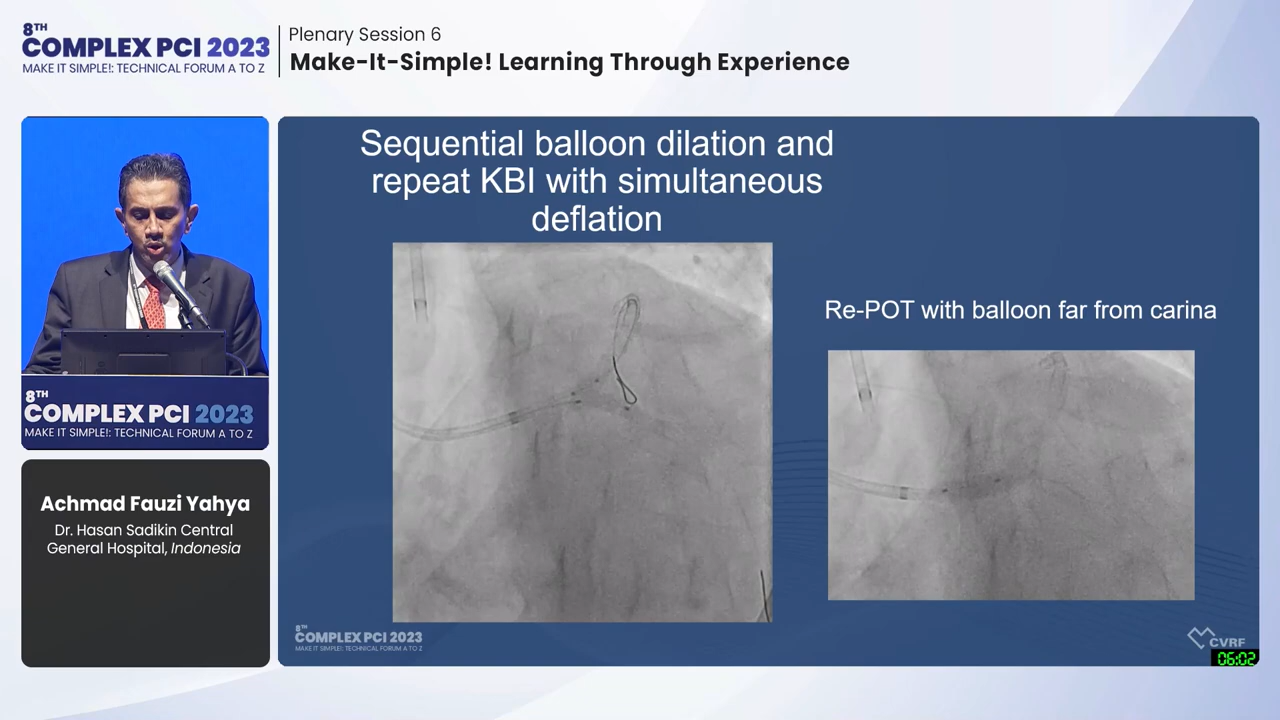 8TH
COMPLEX PCI 2023
MAKE IT SIMPLE!: TECHNICAL FORUM A TO Z
Plenary Session 6
Make-It-Simple! Learning Through Experience
Sequential balloon dilation and
repeat KBI with simultaneous
deflation
Re-POT with balloon far from carina
8TH
COMPLEX PCI 2023
MAKE IT SIMPLE!: TECHNICAL FORUM A TO Z
Achmad Fauzi Yahya
Dr. Hasan Sadikin Central
General Hospital, Indonesia
8TH
COMPLEX PCI 2023
MAKE IT SIMPLE!: TECHNICAL FORUM A TO Z
CVRF
06:02